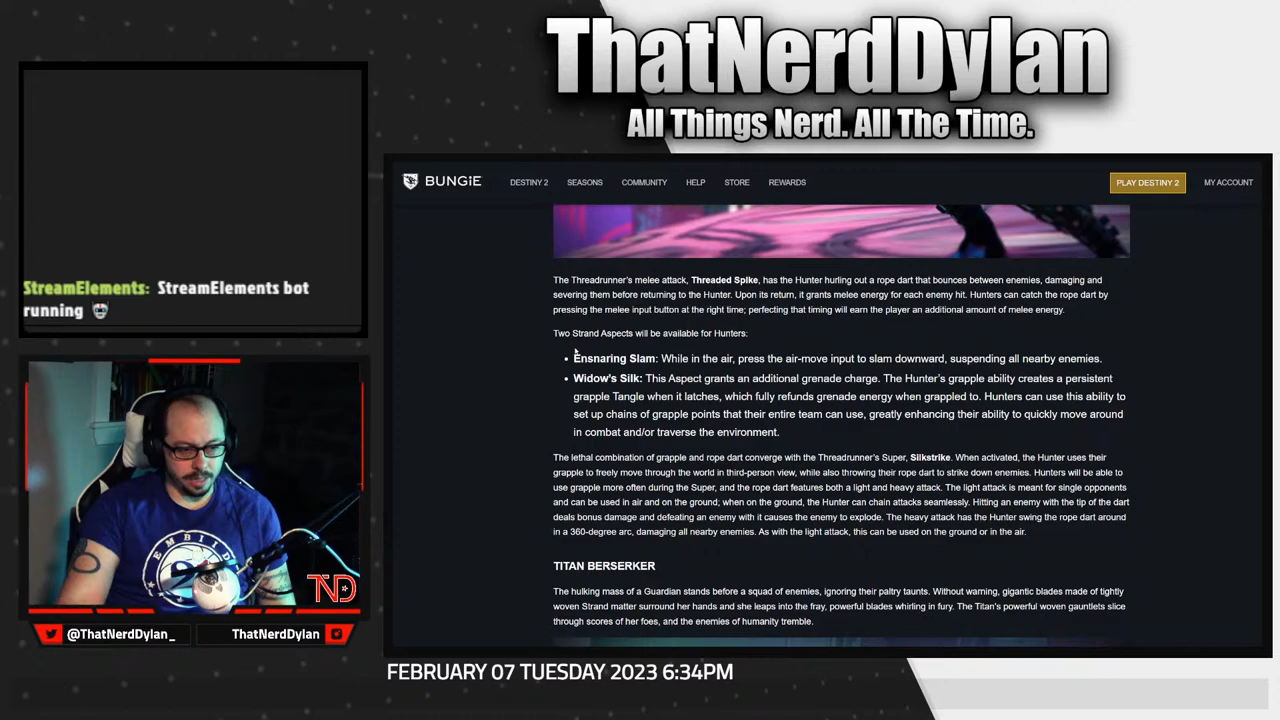 ThatNerdDylan
All Things Nerd. All The Time.
BUNGiE
DESTINY 2
SEASONS
COMMUNITY
HELP
STORE
REWARDS
PLAY DESTINY 2
MY ACCOUNT
The Threadrunner's melee attack, Threaded Spike, has the Hunter hurling out a rope dart that bounces between enemies, damaging and
severing them before returning to the Hunter. Upon its return, it grants melee energy for each enemy hit. Hunters can catch the rope dart by
pressing the melee input button at the right time; perfecting that timing will earn the player an additional amount of melee energy.
Two Strand Aspects will be available for Hunters:
• Ensnaring Slam: While in the air, press the air-move input to slam downward, suspending all nearby enemies.
• Widow's Silk: This Aspect grants an additional grenade charge. The Hunter's grapple ability creates a persistent
grapple Tangle when it latches, which fully refunds grenade energy when grappled to. Hunters can use this ability to
set up chains of grapple points that their entire team can use, greatly enhancing their ability to quickly move around
in combat and/or traverse the environment.
The lethal combination of grapple and rope dart converge with the Threadrunner's Super, Silkstrike. When activated, the Hunter uses their
grapple to freely move through the world in third-person view, while also throwing their rope dart to strike down enemies. Hunters will be able to
use grapple more often during the Super, and the rope dart features both a light and heavy attack. The light attack is meant for single opponents
and can be used in air and on the ground; when on the ground, the Hunter can chain attacks seamlessly. Hitting an enemy with the tip of the dart
deals bonus damage and defeating an enemy with it causes the enemy to explode. The heavy attack has the Hunter swing the rope dart around
in a 360-degree arc, damaging all nearby enemies. As with the light attack, this can be used on the ground or in the air.
TITAN BERSERKER
The hulking mass of a Guardian stands before a squad of enemies, ignoring their paltry taunts. Without warning, gigantic blades made of tightly
woven Strand matter surround her hands and she leaps into the fray, powerful blades whirling in fury. The Titan's powerful woven gauntlets slice
through scores of her foes, and the enemies of humanity tremble.
StreamElements: StreamElements bot
running
EMBIID
TND
@ThatNerdDylan_
ThatNerdDylan
FEBRUARY 07 TUESDAY 2023 6:34PM